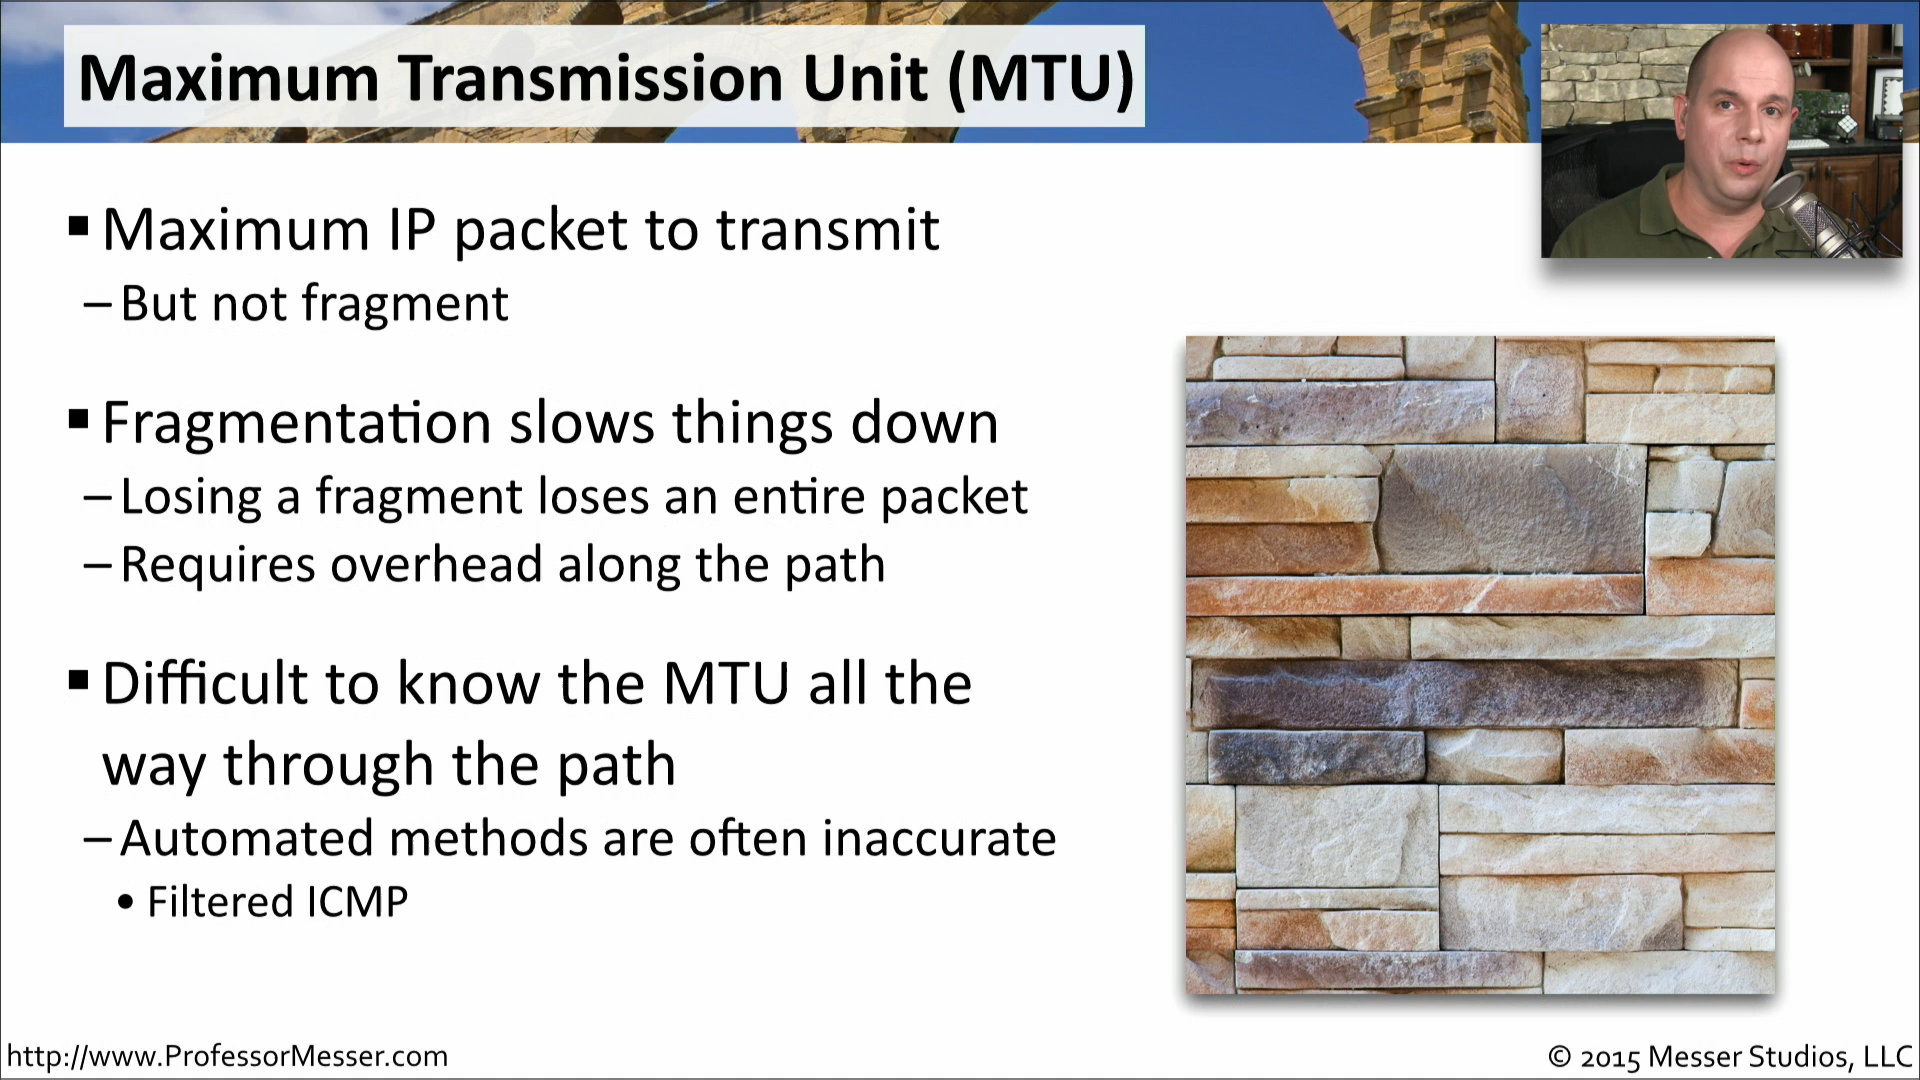 Maximum Transmission Unit (MTU)
▪ Maximum IP packet to transmit
– But not fragment
▪ Fragmentation slows things down
– Losing a fragment loses an entire packet
– Requires overhead along the path
▪ Difficult to know the MTU all the
way through the path
– Automated methods are often inaccurate
• Filtered ICMP
http://www.ProfessorMesser.com
© 2015 Messer Studios, LLC